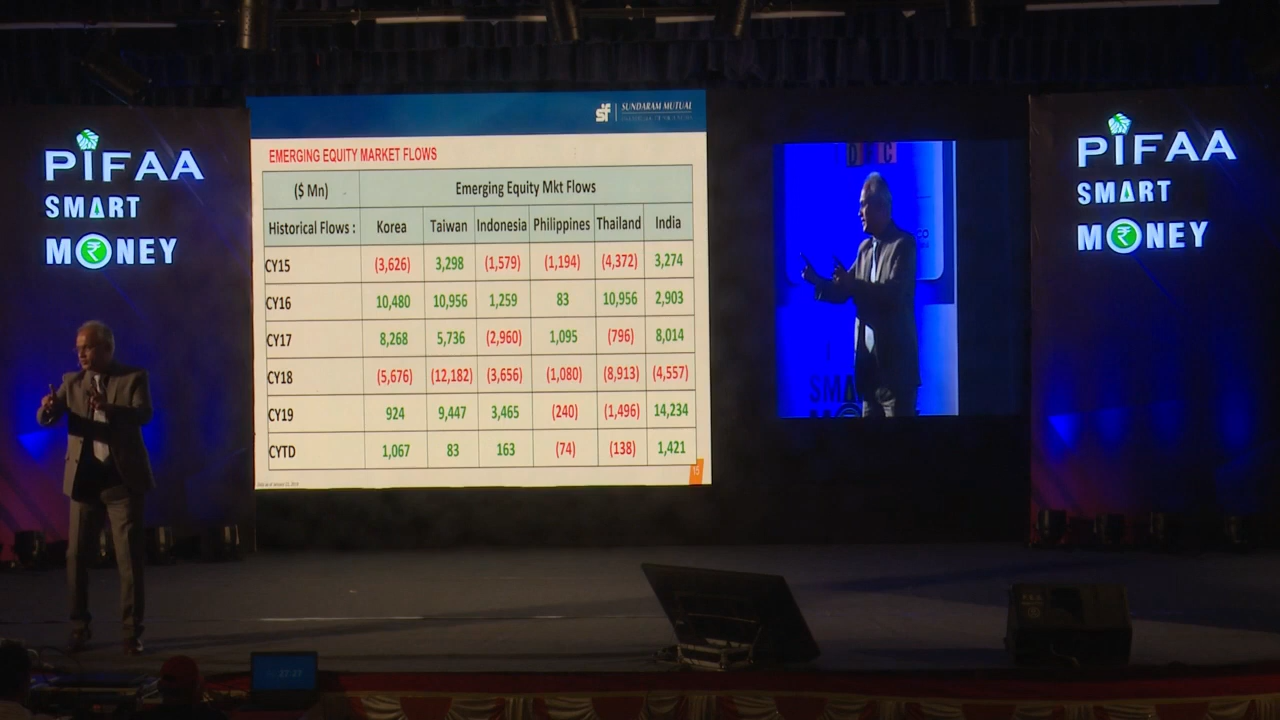 PIFAA
SMART
MONEY
SUNDARAM MUTUAL
EMERGING EQUITY MARKET FLOWS
($ Mn) Emerging Equity Mkt Flows
Historical Flows : Korea Taiwan Indonesia Philippines Thailand India
CY15 (3,626) 3,298 (1,579) (1,194) (4,372) 3,274
CY16 10,480 10,956 1,259 83 10,956 2,903
CY17 8,268 5,736 (2,960) 1,095 (796) 8,014
CY18 (5,676) (12,182) (3,656) (1,080) (8,913) (4,557)
CY19 924 9,447 3,465 (240) (1,496) 14,234
CYTD 1,067 83 163 (74) (138) 1,421
15
PIFAA
SMART
MONEY